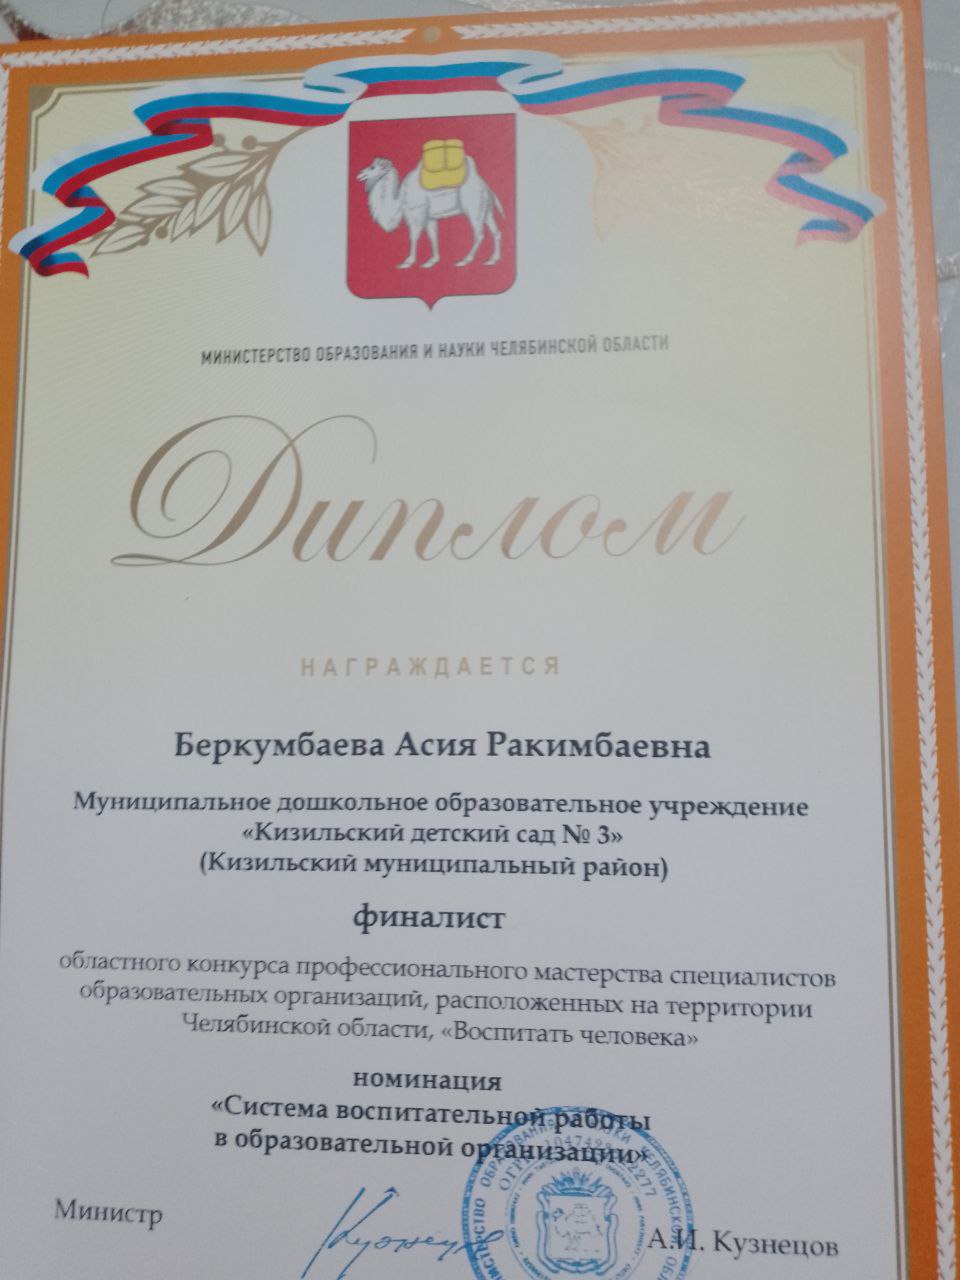 МИНИСТЕРСТВО ОБРАЗОВАНИЯ И НАУКИ ЧЕЛЯБИНСКОЙ ОБЛАСТИ
Диплом
НАГРАЖДАЕТСЯ
Беркумбаева Асия Ракимбаевна
Муниципальное дошкольное образовательное учреждение
«Кизильский детский сад № 3»
(Кизильский муниципальный район)
финалист
областного конкурса профессионального мастерства специалистов
образовательных организаций, расположенных на территории
Челябинской области, «Воспитать человека»
номинация
«Система воспитательной работы
в образовательной организации»
Министр
А.И. Кузнецов